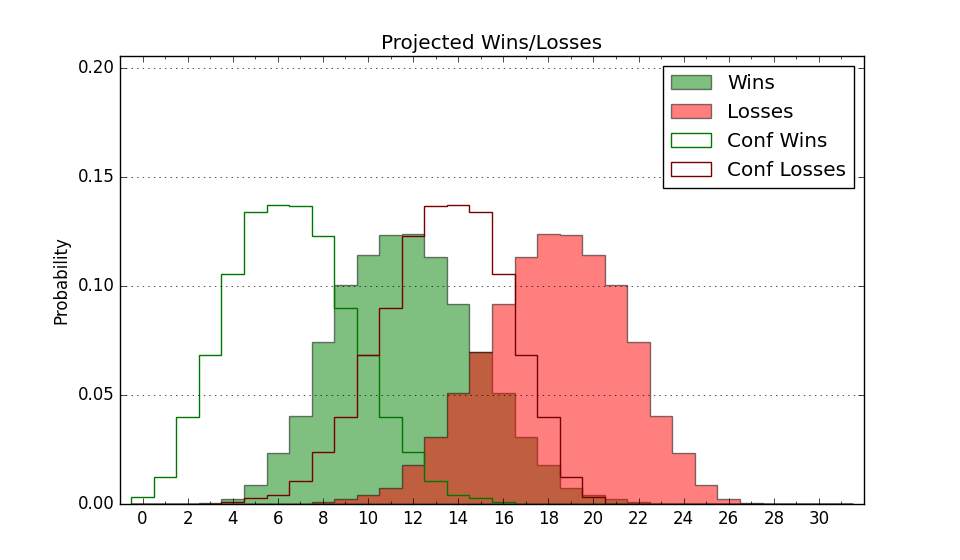 Projected Wins/Losses
Wins
Losses
Conf Wins
Conf Losses
Probability
0.20
0.15
0.10
0.05
0.00
0 2 4 6 8 10 12 14 16 18 20 22 24 26 28 30